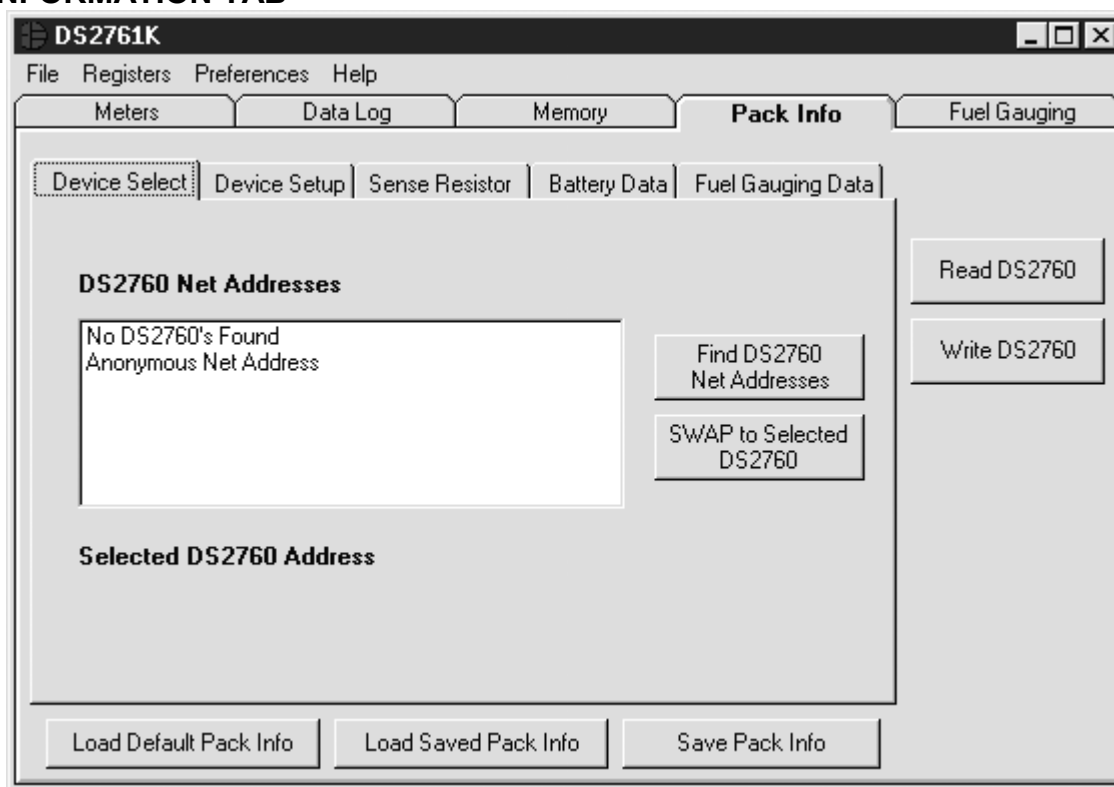 INFORMATION TAB
DS2761K
File Registers Preferences Help
Meters Data Log Memory Pack Info Fuel Gauging
Device Select Device Setup Sense Resistor Battery Data Fuel Gauging Data
DS2760 Net Addresses
No DS2760's Found
Anonymous Net Address
Find DS2760
Net Addresses
SWAP to Selected
DS2760
Read DS2760
Write DS2760
Selected DS2760 Address
Load Default Pack Info Load Saved Pack Info Save Pack Info